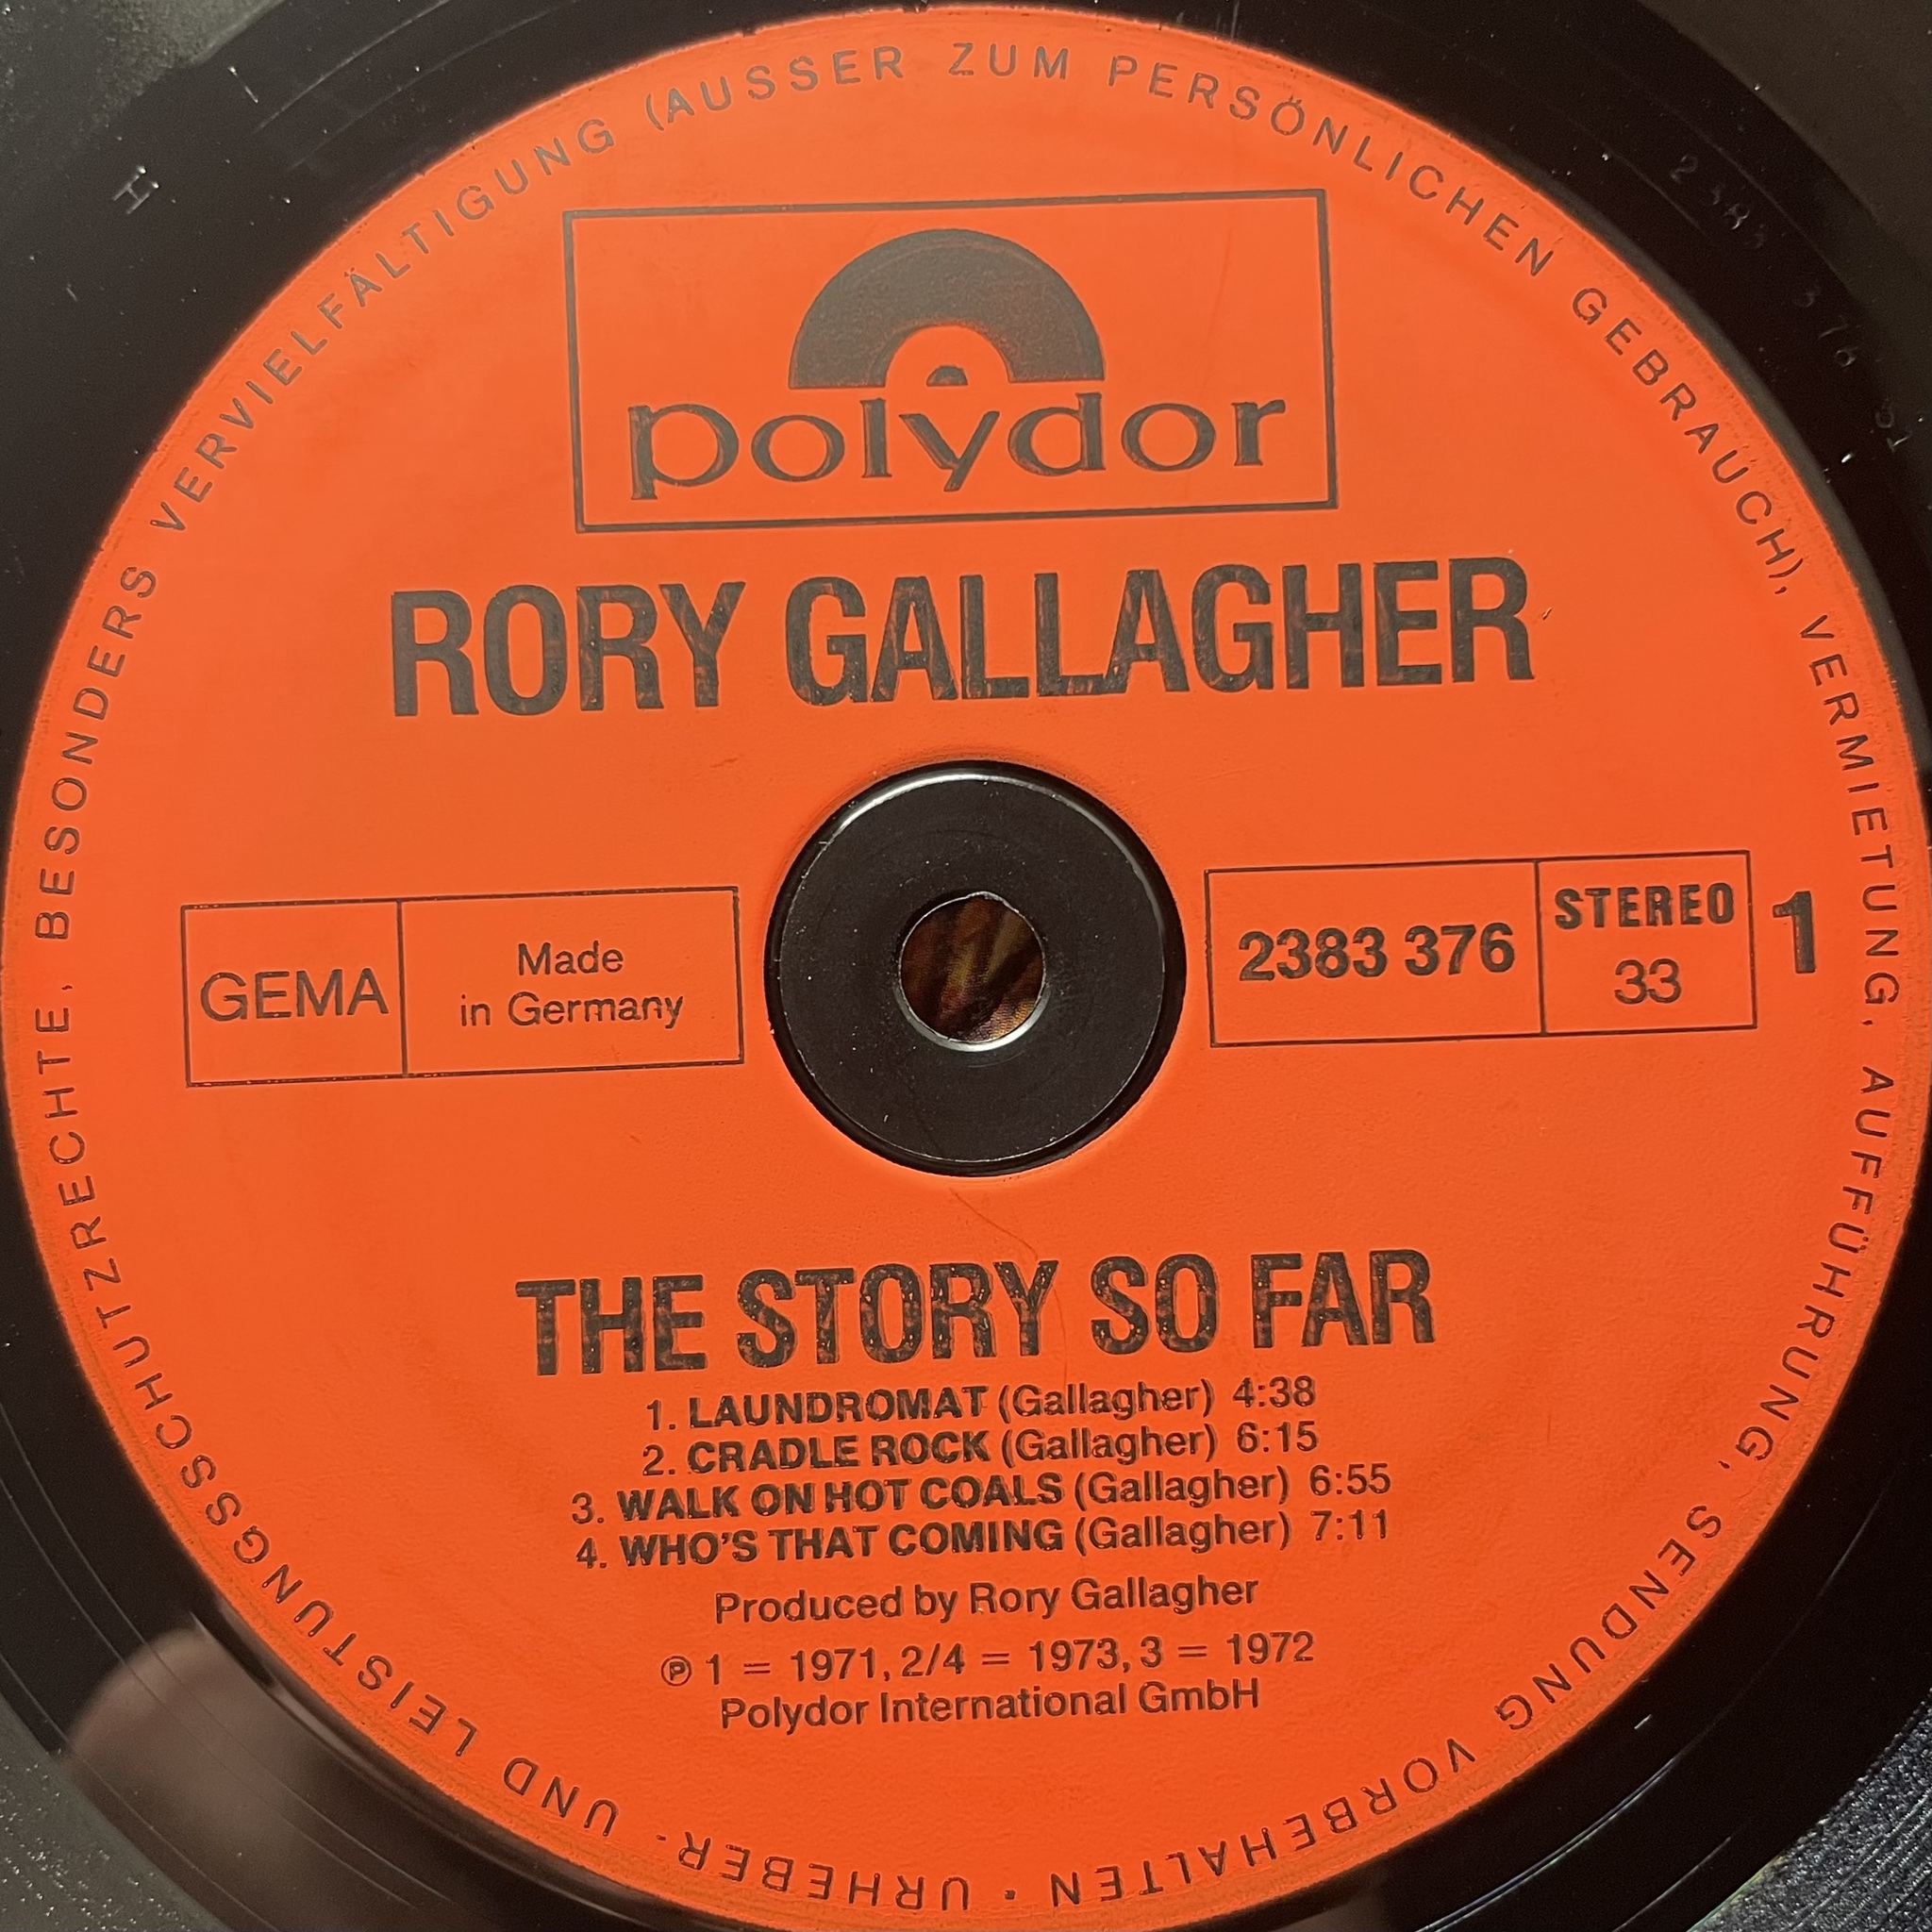 polydor
RORY GALLAGHER
GEMA
Made
in Germany
2383 376
STEREO
33
1
THE STORY SO FAR
1. LAUNDROMAT (Gallagher) 4:38
2. CRADLE ROCK (Gallagher) 6:15
3. WALK ON HOT COALS (Gallagher) 6:55
4. WHO'S THAT COMING (Gallagher) 7:11
Produced by Rory Gallagher
℗ 1 = 1971, 2/4 = 1973, 3 = 1972
Polydor International GmbH
URHEBER- UND LEISTUNGSSCHUTZRECHTE, BESONDERS VERVIELFÄLTIGUNG (AUSSER ZUM PERSÖNLICHEN GEBRAUCH), VERMIETUNG, AUFFÜHRUNG, SENDUNG VORBEHALTEN ·
H
2383 376